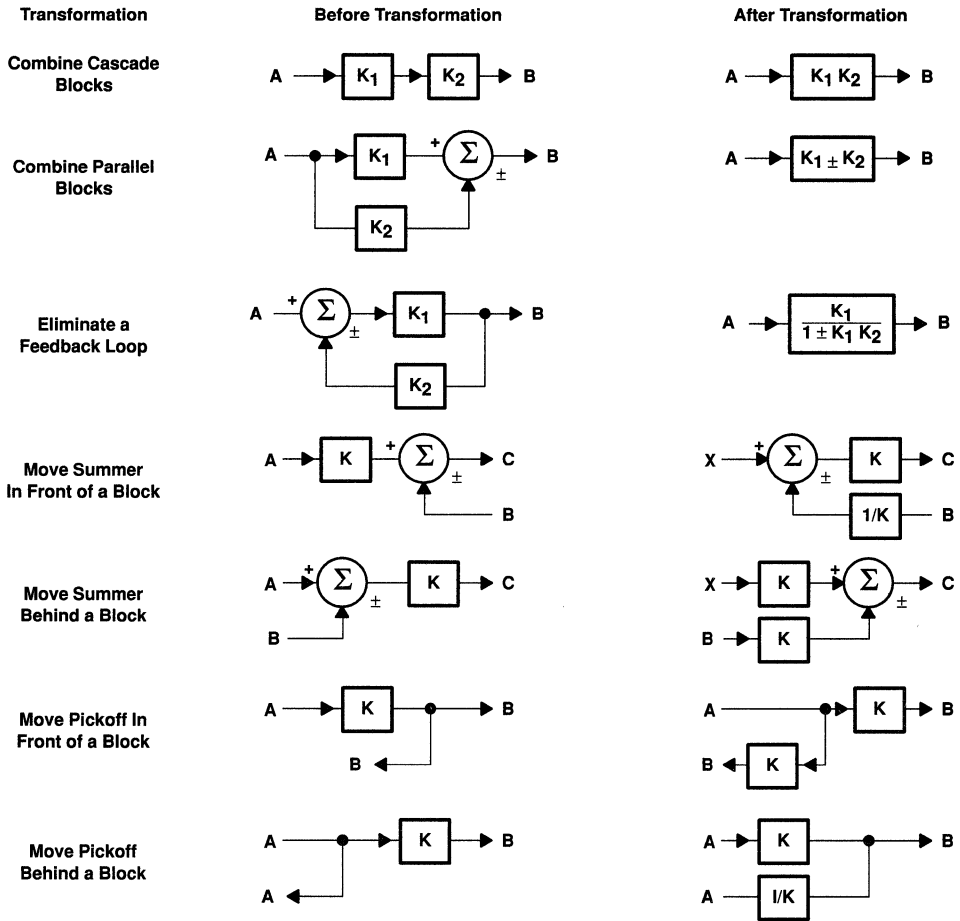 Transformation Before Transformation After Transformation
Combine Cascade
Blocks
A K1 K2 B
A K1 K2 B
Combine Parallel
Blocks
A K1 + Σ ± B
K2
A K1 ± K2 B
Eliminate a
Feedback Loop
A + Σ ± K1 B
K2
A K1 B
1 ± K1 K2
Move Summer
In Front of a Block
A K + Σ ± C
B
X + Σ ± K C
1/K B
Move Summer
Behind a Block
A + Σ ± K C
B
X K + Σ ± C
B K
Move Pickoff In
Front of a Block
A K B
B
A K B
B K
Move Pickoff
Behind a Block
A K B
A
A K B
A I/K